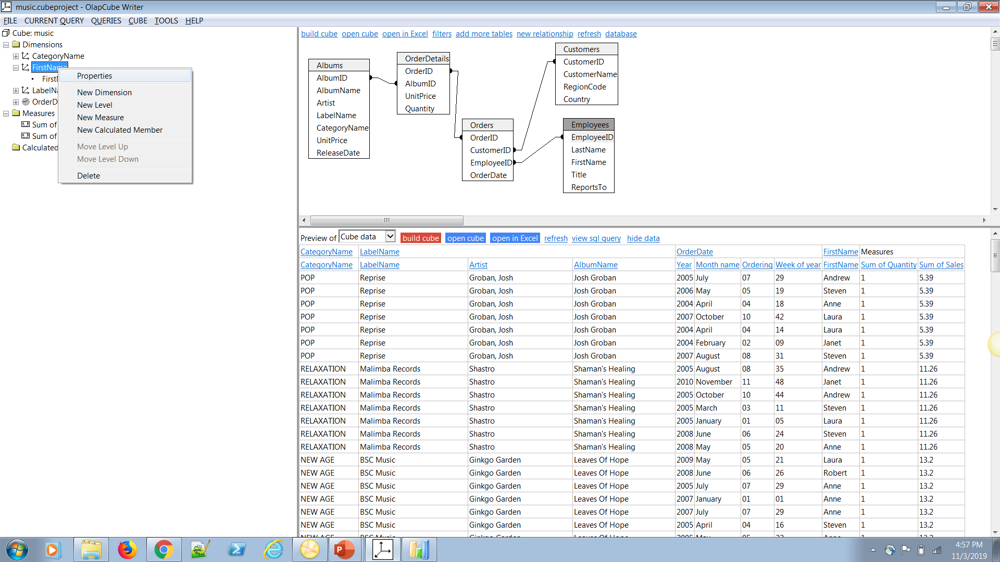 music.cubeproject - OlapCube Writer
FILE CURRENT QUERY QUERIES CUBE TOOLS HELP
Cube: music
Dimensions
CategoryName
FirstName
LabelN
OrderD
Measures
Sum of
Sum of
Calculated
Properties
New Dimension
New Level
New Measure
New Calculated Member
Move Level Up
Move Level Down
Delete
build cube open cube open in Excel filters add more tables new relationship refresh database
Albums
AlbumID
AlbumName
Artist
LabelName
CategoryName
UnitPrice
ReleaseDate
OrderDetails
OrderID
AlbumID
UnitPrice
Quantity
Orders
OrderID
CustomerID
EmployeeID
OrderDate
Customers
CustomerID
CustomerName
RegionCode
Country
Employees
EmployeeID
LastName
FirstName
Title
ReportsTo
Preview of Cube data build cube open cube open in Excel refresh view sql query hide data
CategoryName LabelName OrderDate FirstName Measures
CategoryName LabelName Artist AlbumName Year Month name Ordering Week of year FirstName Sum of Quantity Sum of Sales
POP Reprise Groban, Josh Josh Groban 2005 July 07 29 Andrew 1 5.39
POP Reprise Groban, Josh Josh Groban 2006 May 05 19 Steven 1 5.39
POP Reprise Groban, Josh Josh Groban 2004 April 04 18 Anne 1 5.39
POP Reprise Groban, Josh Josh Groban 2007 October 10 42 Laura 1 5.39
POP Reprise Groban, Josh Josh Groban 2004 April 04 14 Laura 1 5.39
POP Reprise Groban, Josh Josh Groban 2004 February 02 09 Janet 1 5.39
POP Reprise Groban, Josh Josh Groban 2007 August 08 31 Steven 1 5.39
RELAXATION Malimba Records Shastro Shaman's Healing 2005 August 08 35 Andrew 1 11.26
RELAXATION Malimba Records Shastro Shaman's Healing 2010 November 11 48 Janet 1 11.26
RELAXATION Malimba Records Shastro Shaman's Healing 2005 October 10 44 Andrew 1 11.26
RELAXATION Malimba Records Shastro Shaman's Healing 2005 March 03 11 Steven 1 11.26
RELAXATION Malimba Records Shastro Shaman's Healing 2005 January 01 05 Laura 1 11.26
RELAXATION Malimba Records Shastro Shaman's Healing 2008 June 06 24 Steven 1 11.26
RELAXATION Malimba Records Shastro Shaman's Healing 2008 May 05 20 Anne 1 11.26
NEW AGE BSC Music Ginkgo Garden Leaves Of Hope 2009 May 05 21 Laura 1 13.2
NEW AGE BSC Music Ginkgo Garden Leaves Of Hope 2008 June 06 26 Robert 1 13.2
NEW AGE BSC Music Ginkgo Garden Leaves Of Hope 2005 July 07 29 Anne 1 13.2
NEW AGE BSC Music Ginkgo Garden Leaves Of Hope 2007 January 01 01 Anne 1 13.2
NEW AGE BSC Music Ginkgo Garden Leaves Of Hope 2007 July 07 29 Anne 1 13.2
NEW AGE BSC Music Ginkgo Garden Leaves Of Hope 2005 April 04 16 Steven 1 13.2
4:57 PM
11/3/2019